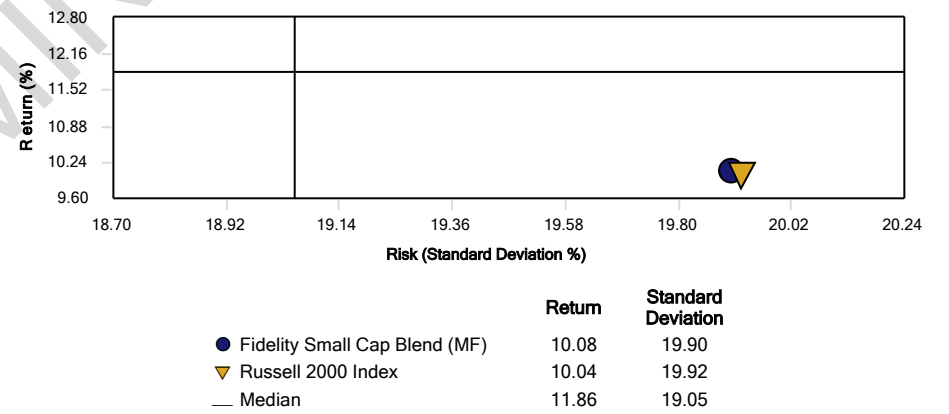 12.80
12.16
11.52
10.88
10.24
9.60
Return (%)
18.70 18.92 19.14 19.36 19.58 19.80 20.02 20.24
Risk (Standard Deviation %)
Return Standard Deviation
Fidelity Small Cap Blend (MF) 10.08 19.90
Russell 2000 Index 10.04 19.92
Median 11.86 19.05